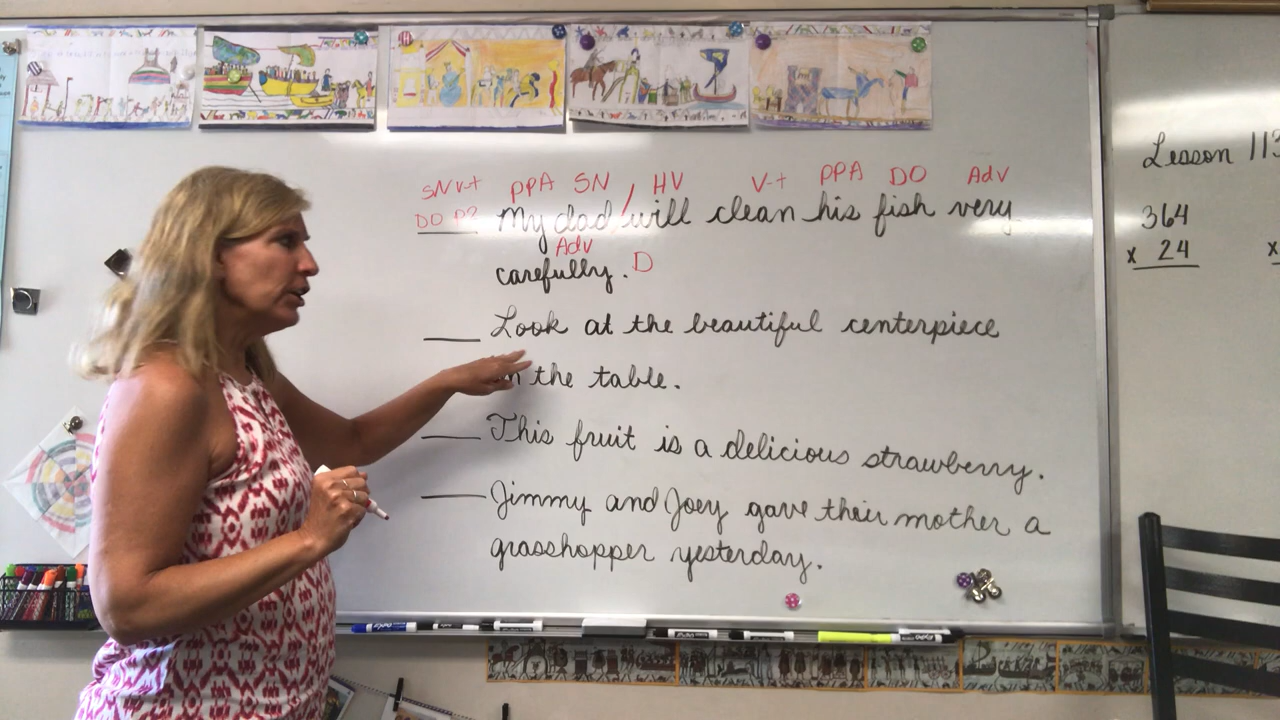 SN V-t PPA SN / HV V-t PPA DO Adv
DO P2 My dad will clean his fish very
Adv
carefully. D
Look at the beautiful centerpiece
the table.
This fruit is a delicious strawberry.
Jimmy and Joey gave their mother a
grasshopper yesterday.
Lesson 113
364
x 24
x